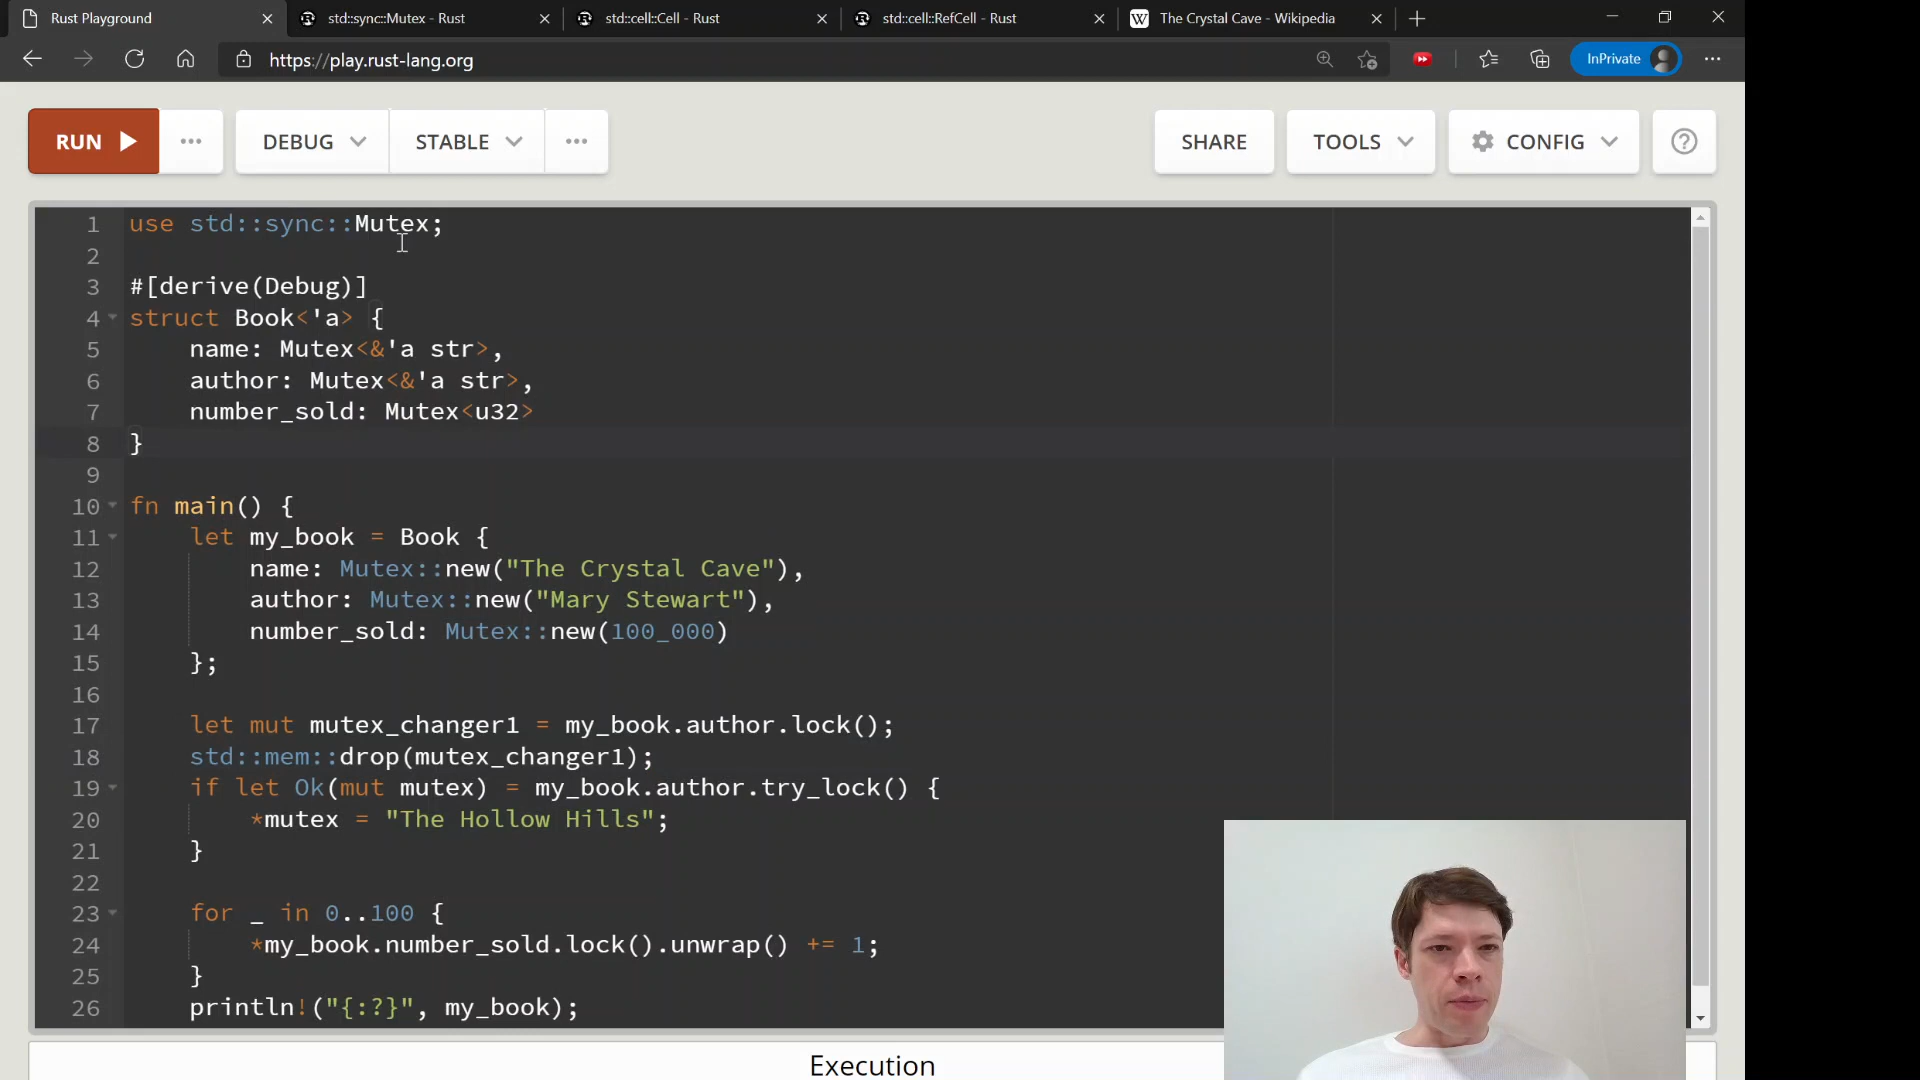 Rust Playground
std::sync::Mutex - Rust
std::cell::Cell - Rust
std::cell::RefCell - Rust
W The Crystal Cave - Wikipedia
https://play.rust-lang.org
InPrivate
RUN
DEBUG
STABLE
SHARE
TOOLS
CONFIG
1 use std::sync::Mutex;
2
3 #[derive(Debug)]
4 struct Book<'a> {
5 name: Mutex<&'a str>,
6 author: Mutex<&'a str>,
7 number_sold: Mutex<u32>
8 }
9
10 fn main() {
11 let my_book = Book {
12 name: Mutex::new("The Crystal Cave"),
13 author: Mutex::new("Mary Stewart"),
14 number_sold: Mutex::new(100_000)
15 };
16
17 let mut mutex_changer1 = my_book.author.lock();
18 std::mem::drop(mutex_changer1);
19 if let Ok(mut mutex) = my_book.author.try_lock() {
20 *mutex = "The Hollow Hills";
21 }
22
23 for _ in 0..100 {
24 *my_book.number_sold.lock().unwrap() += 1;
25 }
26 println!("{:?}", my_book);
Execution